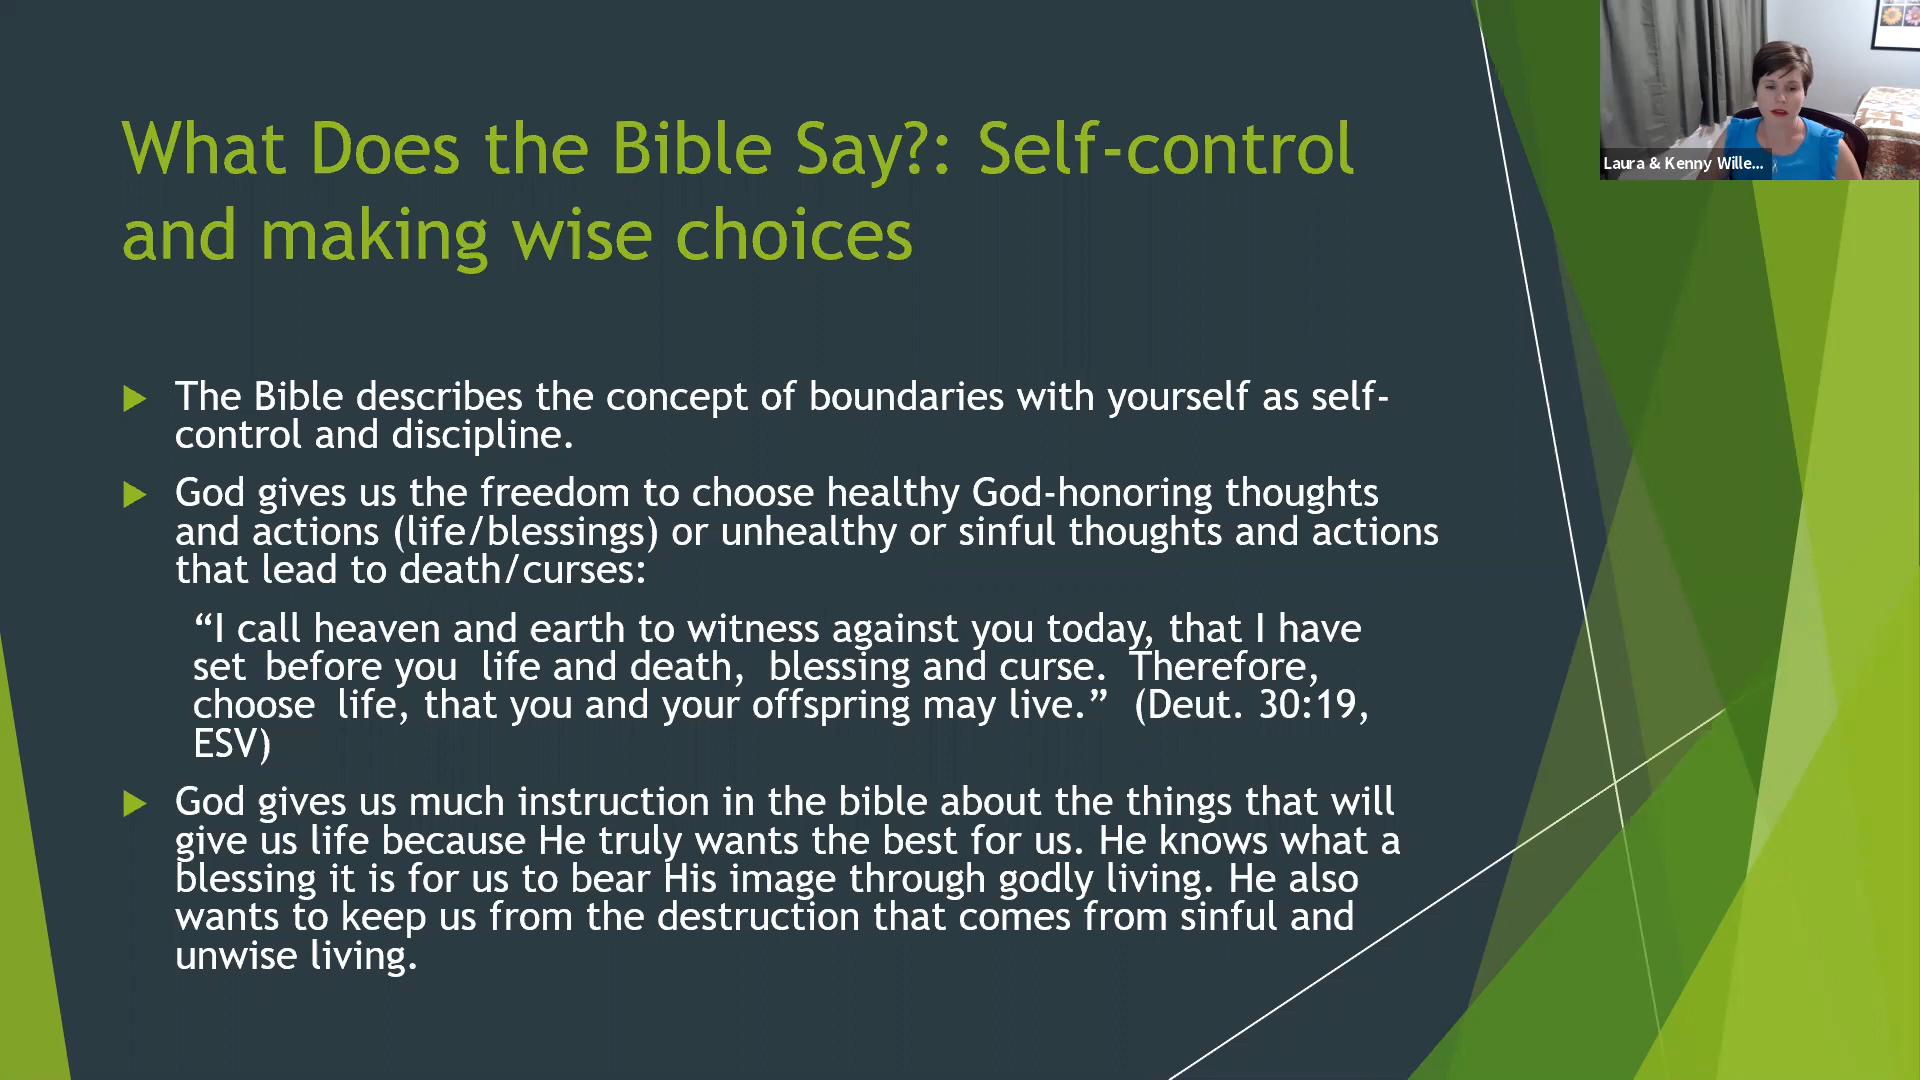 What Does the Bible Say?: Self-control
and making wise choices
The Bible describes the concept of boundaries with yourself as self-
control and discipline.
God gives us the freedom to choose healthy God-honoring thoughts
and actions (life/blessings) or unhealthy or sinful thoughts and actions
that lead to death/curses:
“I call heaven and earth to witness against you today, that I have
set before you life and death, blessing and curse. Therefore,
choose life, that you and your offspring may live.” (Deut. 30:19,
ESV)
God gives us much instruction in the bible about the things that will
give us life because He truly wants the best for us. He knows what a
blessing it is for us to bear His image through godly living. He also
wants to keep us from the destruction that comes from sinful and
unwise living.
Laura & Kenny Wille...